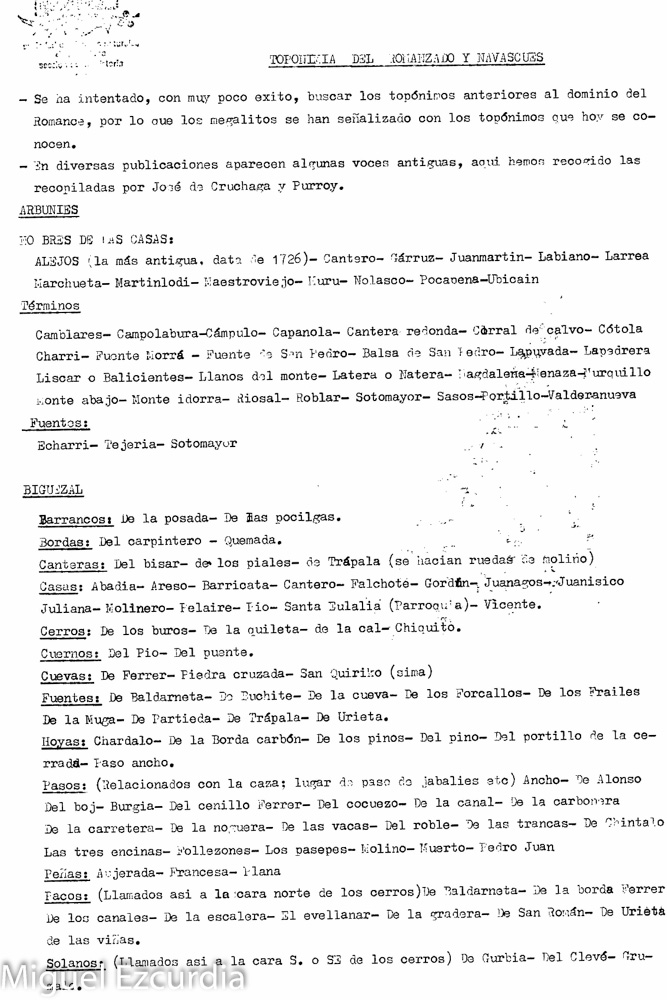 TOPONIMIA DEL ROMANZADO Y NAVASCUES
- Se ha intentado, con muy poco exito, buscar los topónimos anteriores al dominio del
Romance, por lo que los megalitos se han señalizado con los topónimos que hoy se co-
nocen.
- En diversas publicaciones aparecen algunas voces antiguas, aqui hemos recogido las
recopiladas por José de Cruchaga y Purroy.
ARBUNIES
NOMBRES DE LAS CASAS:
ALEJOS (la más antigua, data de 1726)- Cantero- Gárruz- Juanmartin- Labiano- Larrea
Marchueta- Martinlodi- Maestroviejo- Muru- Nolasco- Pocapena-Ubicain
Términos
Camblares- Campolabura-Cámpulo- Capanola- Cantera redonda- Corral de calvo- Cótola
Charri- Fuente Morrá - Fuente de San Pedro- Balsa de San Pedro- Lapuvada- Lapedrera
Liscar o Balicientes- Llanos del monte- Latera o Natera- Magdalena-Menaza-Murquillo
Monte abajo- Monte idorra- Riosal- Roblar- Sotomayor- Sasos-Portillo-Valderanueva
Fuentes:
Echarri- Tejeria- Sotomayor
BIGUEZAL
Barrancos: De la posada- De las pocilgas.
Bordas: Del carpintero - Quemada.
Canteras: Del bisar- de los piales- de Trápala (se hacian ruedas de molino)
Casas: Abadia- Areso- Barricata- Cantero- Falchote- Gordín- Juanagos- Juanisico
Juliana- Molinero- Pelaire- Pio- Santa Eulalia (Parroquia)- Vicente.
Cerros: De los buros- De la quileta- de la cal- Chiquito.
Cuernos: Del Pio- Del puente.
Cuevas: De Ferrer- Piedra cruzada- San Quiriko (sima)
Fuentes: De Baldarneta- De Buchite- De la cueva- De los Forcallos- De los Frailes
De la Muga- De Partieda- De Trápala- De Urieta.
Hoyas: Chardalo- De la Borda carbón- De los pinos- Del pino- Del portillo de la ce-
rrada- Paso ancho.
Pasos: (Relacionados con la caza; lugar de paso de jabalies etc) Ancho- De Alonso
Del boj- Burgia- Del cenillo Ferrer- Del cocuezo- De la canal- De la carbonera
De la carretera- De la noguera- De las vacas- Del roble- De las trancas- De Chintalo
Las tres encinas- Follezones- Los pasepes- Molino- Muerto- Pedro Juan
Peñas: Aujerada- Francesa- Plana
Pacos: (Llamados asi a la cara norte de los cerros)De Baldarneta- De la borda Ferrer
De los canales- De la escalera- El evellanar- De la gradera- De San Román- De Urieta
de las viñas.
Solanos: (Llamados asi a la cara S. o SE de los cerros) De Gurbia- Del Clevé- Gru-
Miguel Ezcurdia